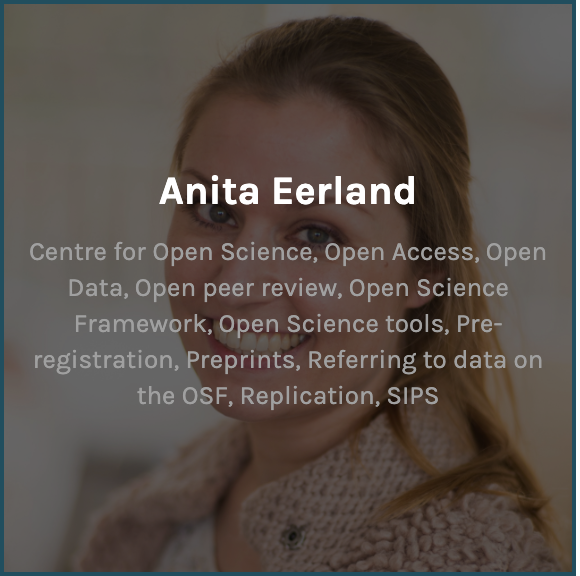 Anita Eerland
Centre for Open Science, Open Access, Open
Data, Open peer review, Open Science
Framework, Open Science tools, Pre-
registration, Preprints, Referring to data on
the OSF, Replication, SIPS